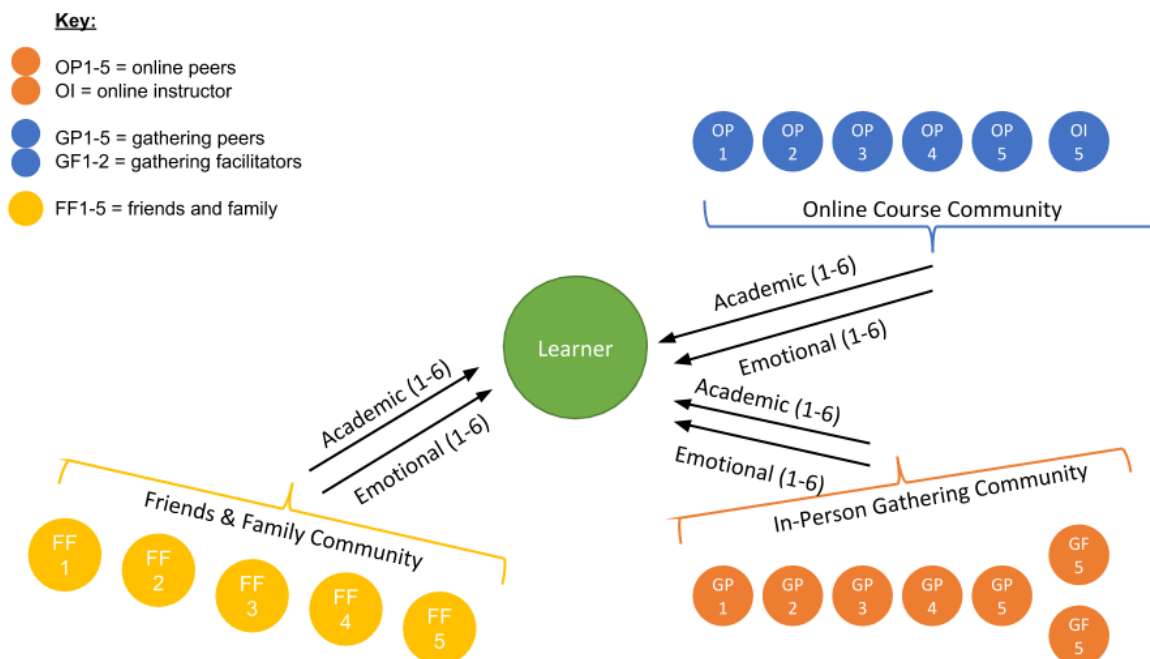 Key:
OP1-5 = online peers
OI = online instructor
GP1-5 = gathering peers
GF1-2 = gathering facilitators
FF1-5 = friends and family
OP
1
OP
2
OP
3
OP
4
OP
5
OI
5
Online Course Community
Academic (1-6)
Emotional (1-6)
Learner
Academic (1-6)
Emotional (1-6)
Academic (1-6)
Emotional (1-6)
Friends & Family Community
FF
1
FF
2
FF
3
FF
4
FF
5
In-Person Gathering Community
GP
1
GP
2
GP
3
GP
4
GP
5
GF
5
GF
5